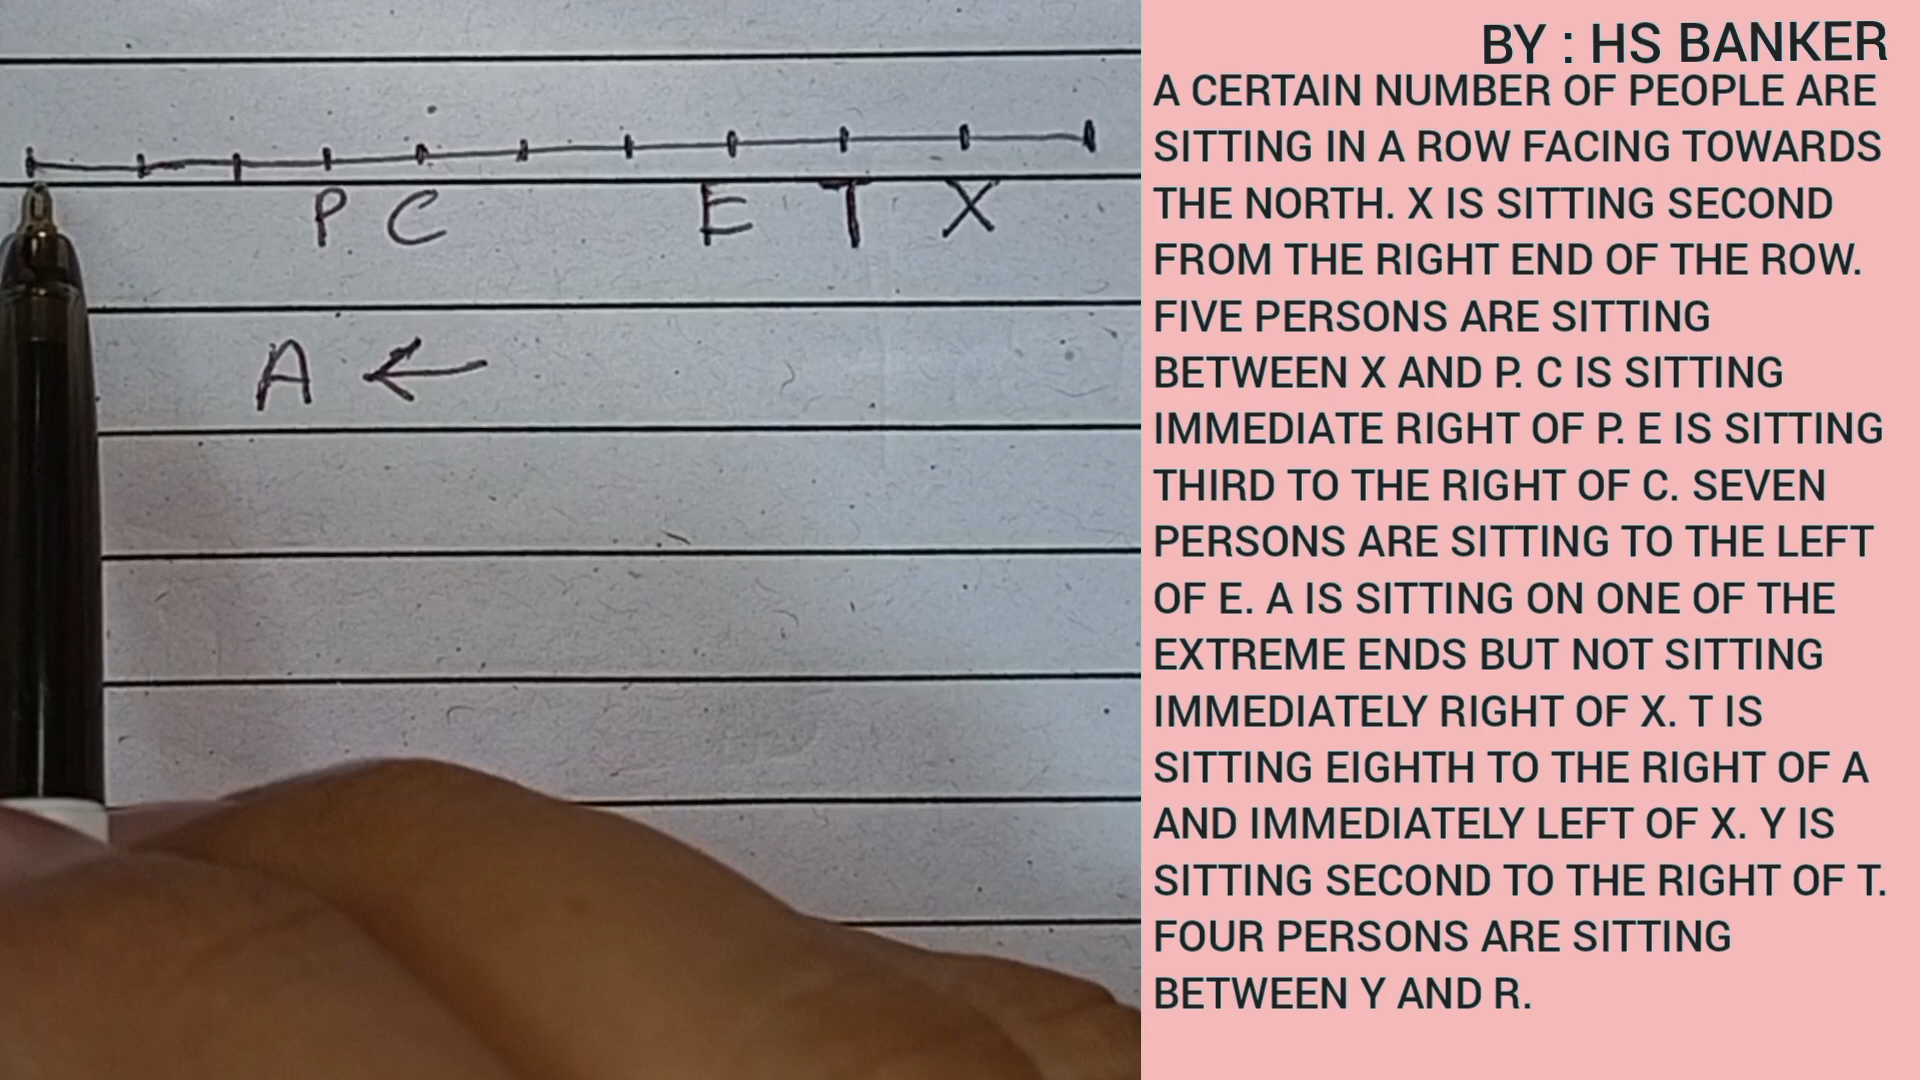 BY : HS BANKER
A CERTAIN NUMBER OF PEOPLE ARE
SITTING IN A ROW FACING TOWARDS
THE NORTH. X IS SITTING SECOND
FROM THE RIGHT END OF THE ROW.
FIVE PERSONS ARE SITTING
BETWEEN X AND P. C IS SITTING
IMMEDIATE RIGHT OF P. E IS SITTING
THIRD TO THE RIGHT OF C. SEVEN
PERSONS ARE SITTING TO THE LEFT
OF E. A IS SITTING ON ONE OF THE
EXTREME ENDS BUT NOT SITTING
IMMEDIATELY RIGHT OF X. T IS
SITTING EIGHTH TO THE RIGHT OF A
AND IMMEDIATELY LEFT OF X. Y IS
SITTING SECOND TO THE RIGHT OF T.
FOUR PERSONS ARE SITTING
BETWEEN Y AND R.
P C E T X
A ←